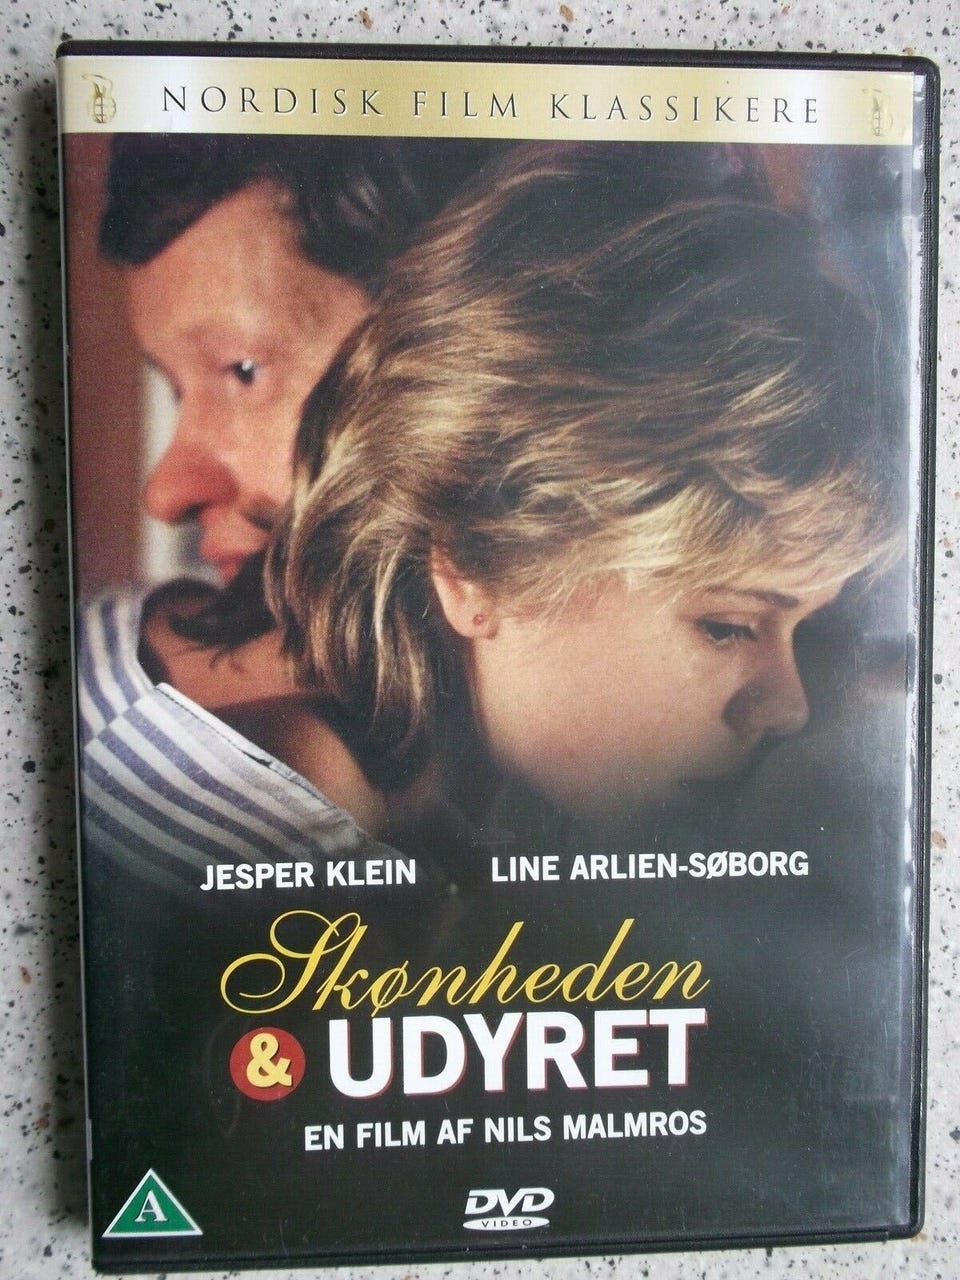 NORDISK FILM KLASSIKERE
JESPER KLEIN LINE ARLIEN-SØBORG
Skønheden
& UDYRET
EN FILM AF NILS MALMROS
A
DVD
VIDEO